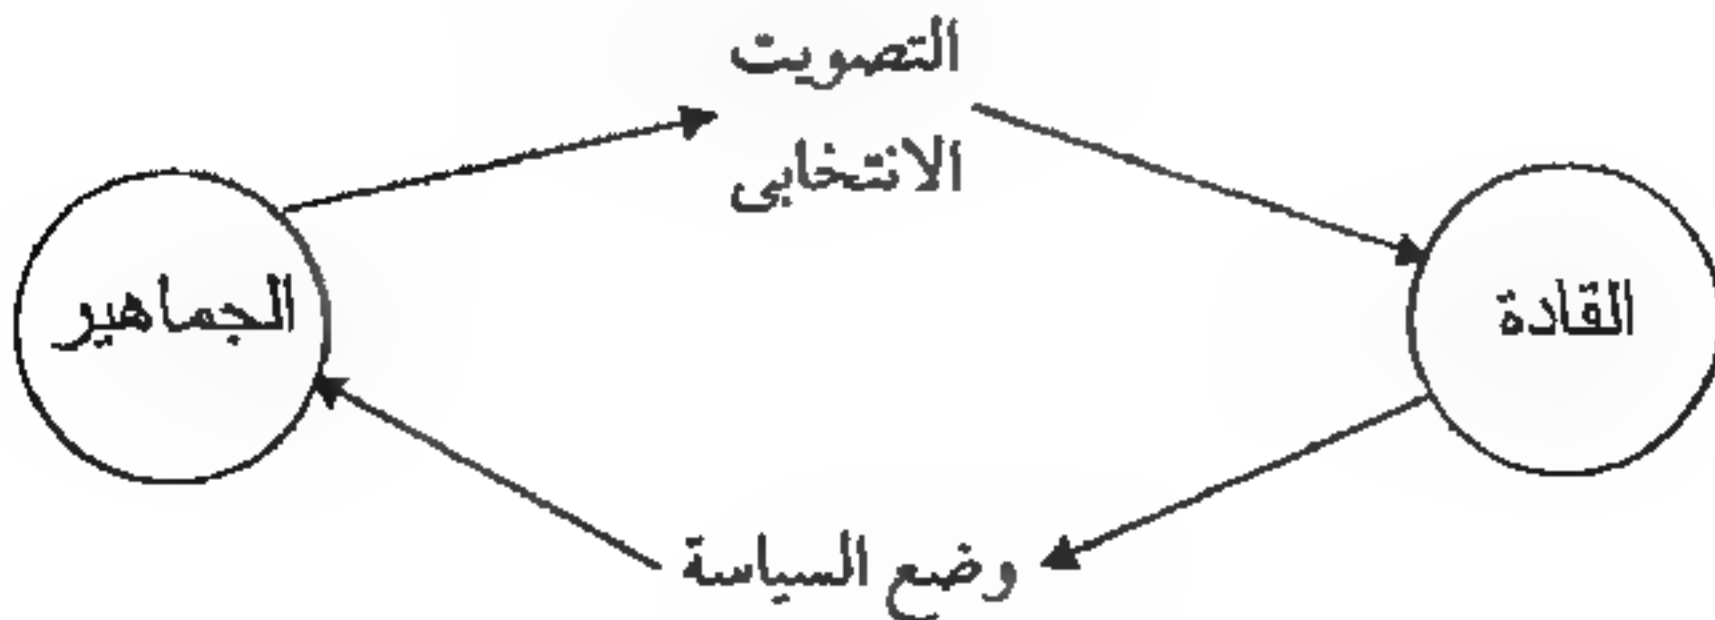 التصويت
الانتخابى
القادة
الجماهير
وضع السياسة